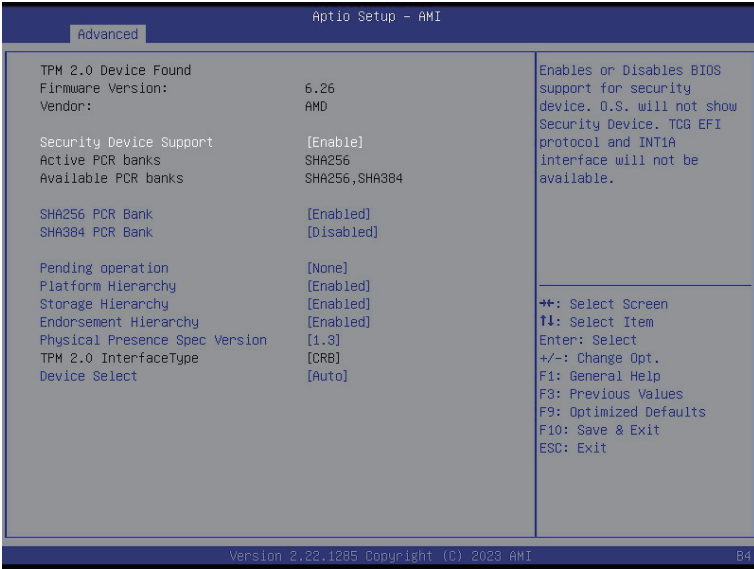 Aptio Setup – AMI
Advanced
TPM 2.0 Device Found
Firmware Version: 6.26
Vendor: AMD
Security Device Support [Enable]
Active PCR banks SHA256
Available PCR banks SHA256,SHA384
SHA256 PCR Bank [Enabled]
SHA384 PCR Bank [Disabled]
Pending operation [None]
Platform Hierarchy [Enabled]
Storage Hierarchy [Enabled]
Endorsement Hierarchy [Enabled]
Physical Presence Spec Version [1.3]
TPM 2.0 InterfaceType [CRB]
Device Select [Auto]
Enables or Disables BIOS
support for security
device. O.S. will not show
Security Device. TCG EFI
protocol and INT1A
interface will not be
available.
→←: Select Screen
↑↓: Select Item
Enter: Select
+/-: Change Opt.
F1: General Help
F3: Previous Values
F9: Optimized Defaults
F10: Save & Exit
ESC: Exit
Version 2.22.1285 Copyright (C) 2023 AMI
B4